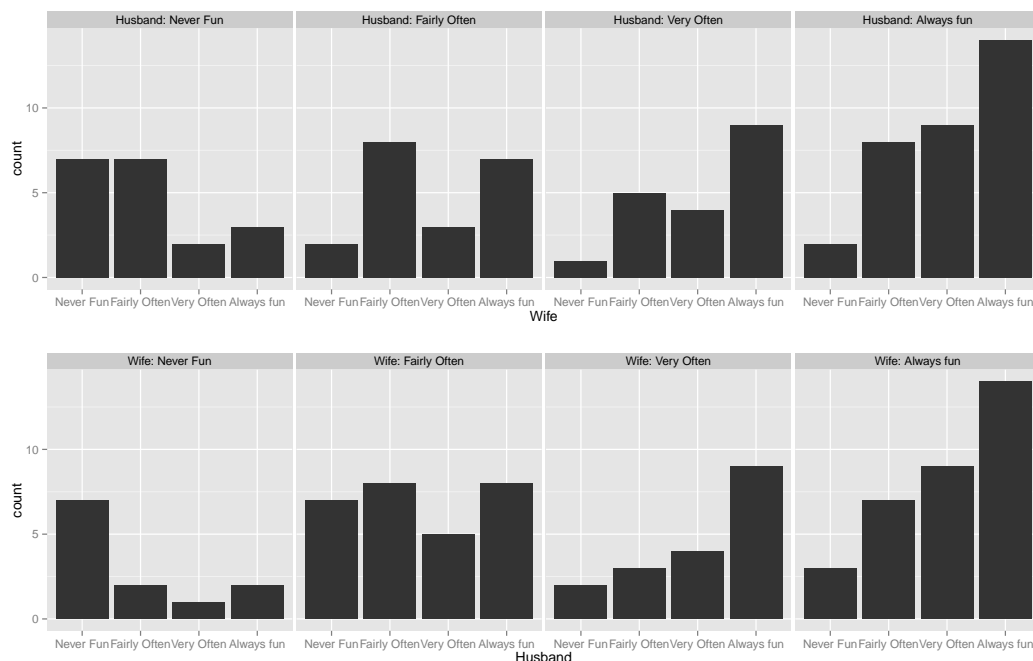 Husband: Never Fun Husband: Fairly Often Husband: Very Often Husband: Always fun
10
count
5
0
Never Fun Fairly Often Very Often Always fun Never Fun Fairly Often Very Often Always fun Never Fun Fairly Often Very Often Always fun Never Fun Fairly Often Very Often Always fun
Wife
Wife: Never Fun Wife: Fairly Often Wife: Very Often Wife: Always fun
10
count
5
0
Never Fun Fairly Often Very Often Always fun Never Fun Fairly Often Very Often Always fun Never Fun Fairly Often Very Often Always fun Never Fun Fairly Often Very Often Always fun
Husband